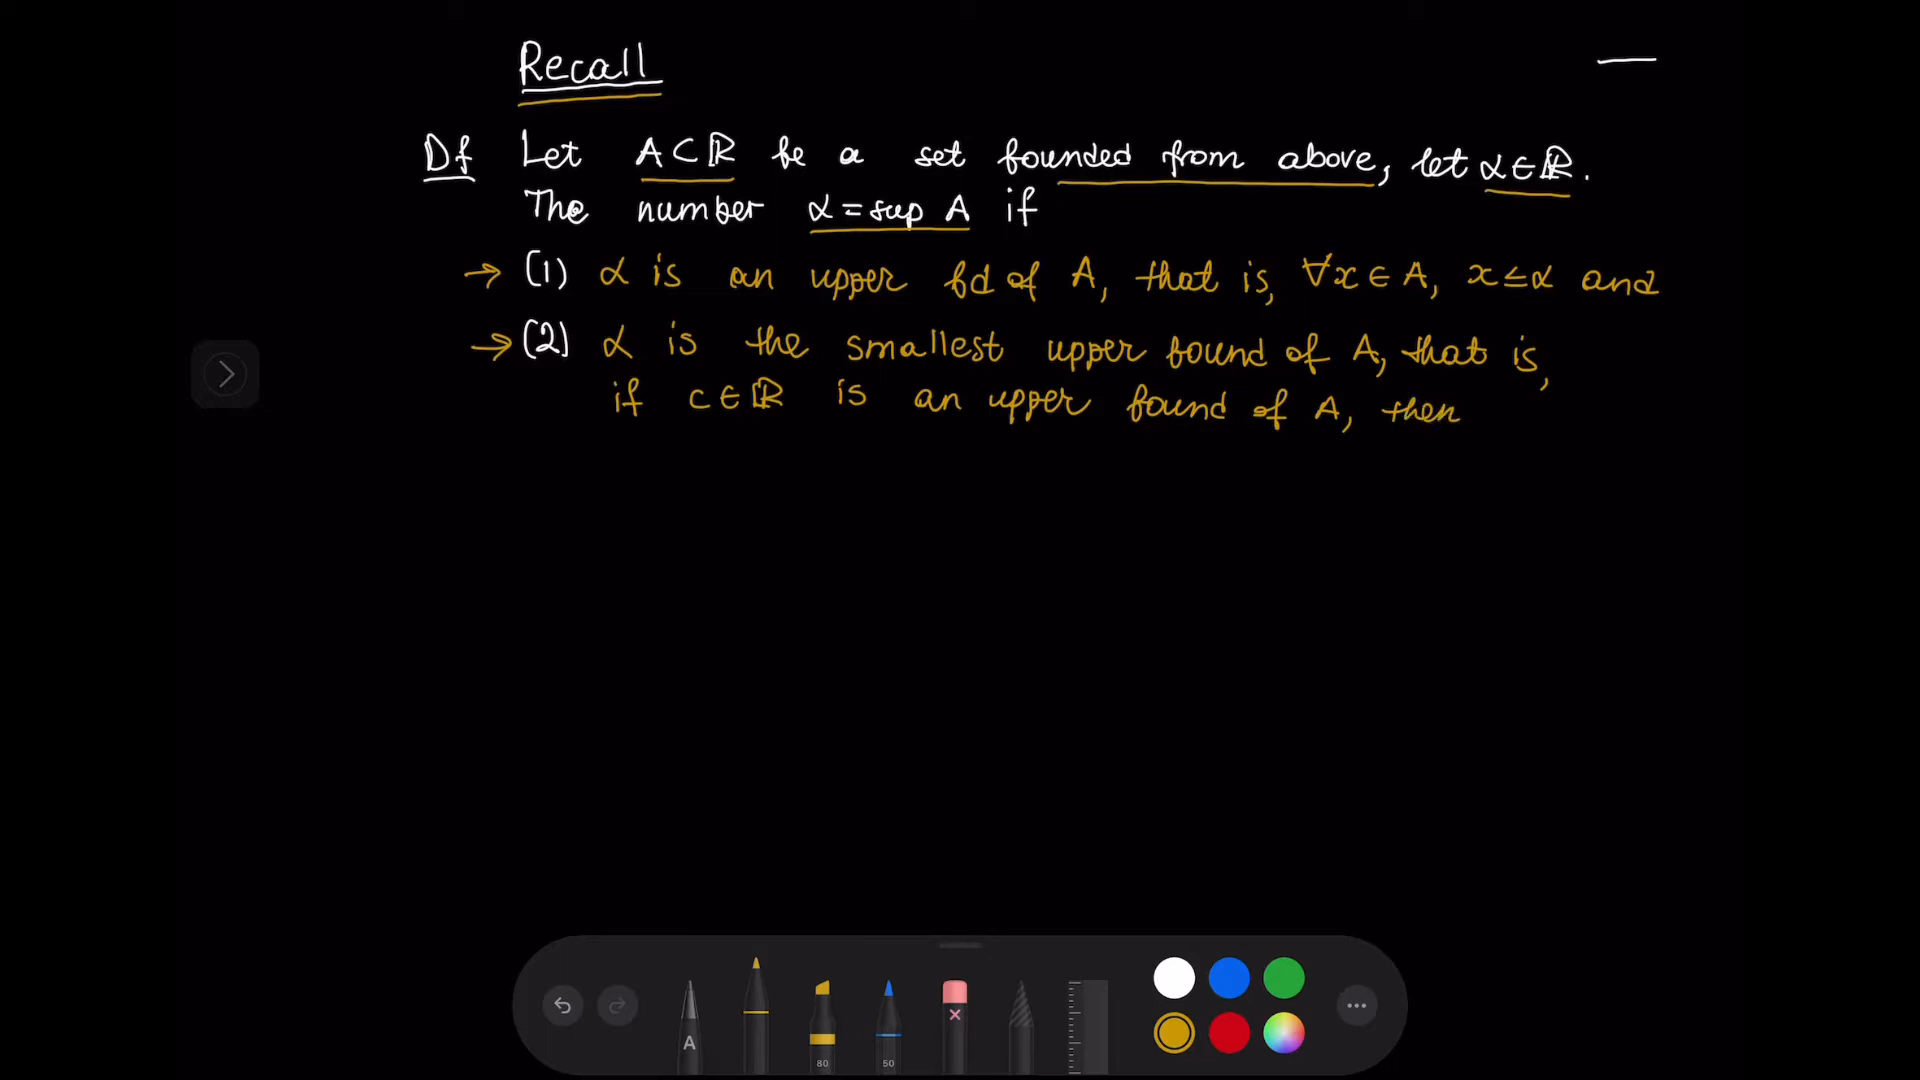 Recall
Df Let A⊂ℝ be a set bounded from above, let α∈ℝ.
The number α = sup A if
→ (1) α is an upper bd of A, that is, ∀x∈A, x≤α and
→ (2) α is the smallest upper bound of A, that is,
if c∈ℝ is an upper bound of A, then
A
80
50